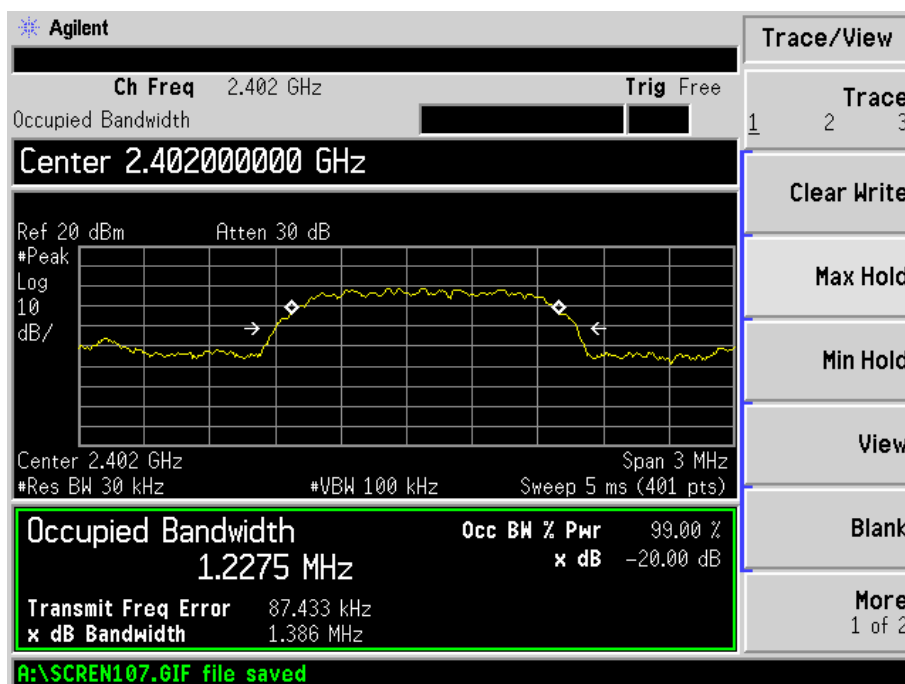 Agilent
Trace/View
Ch Freq 2.402 GHz Trig Free
Occupied Bandwidth
Trace
1 2 3
Center 2.402000000 GHz
Clear Write
Ref 20 dBm Atten 30 dB
#Peak
Log
10
dB/
Max Hold
Min Hold
View
Center 2.402 GHz Span 3 MHz
#Res BW 30 kHz #VBW 100 kHz Sweep 5 ms (401 pts)
Blank
Occupied Bandwidth Occ BW % Pwr 99.00 %
1.2275 MHz x dB -20.00 dB
Transmit Freq Error 87.433 kHz
x dB Bandwidth 1.386 MHz
More
1 of 2
A:\SCREN107.GIF file saved